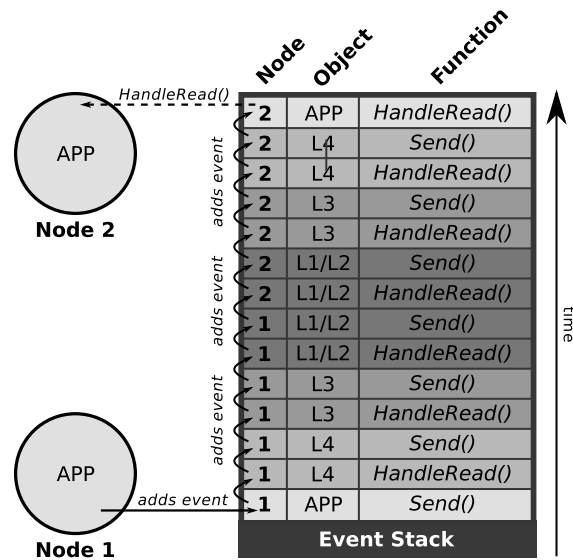 Node Object Function
HandleRead()
2 APP HandleRead()
2 L4 Send()
2 L4 HandleRead()
2 L3 Send()
2 L3 HandleRead()
2 L1/L2 Send()
2 L1/L2 HandleRead()
1 L1/L2 Send()
1 L1/L2 HandleRead()
1 L3 Send()
1 L3 HandleRead()
1 L4 Send()
1 L4 HandleRead()
1 APP Send()
Event Stack
APP
Node 2
adds event
adds event
adds event
APP
adds event
Node 1
time